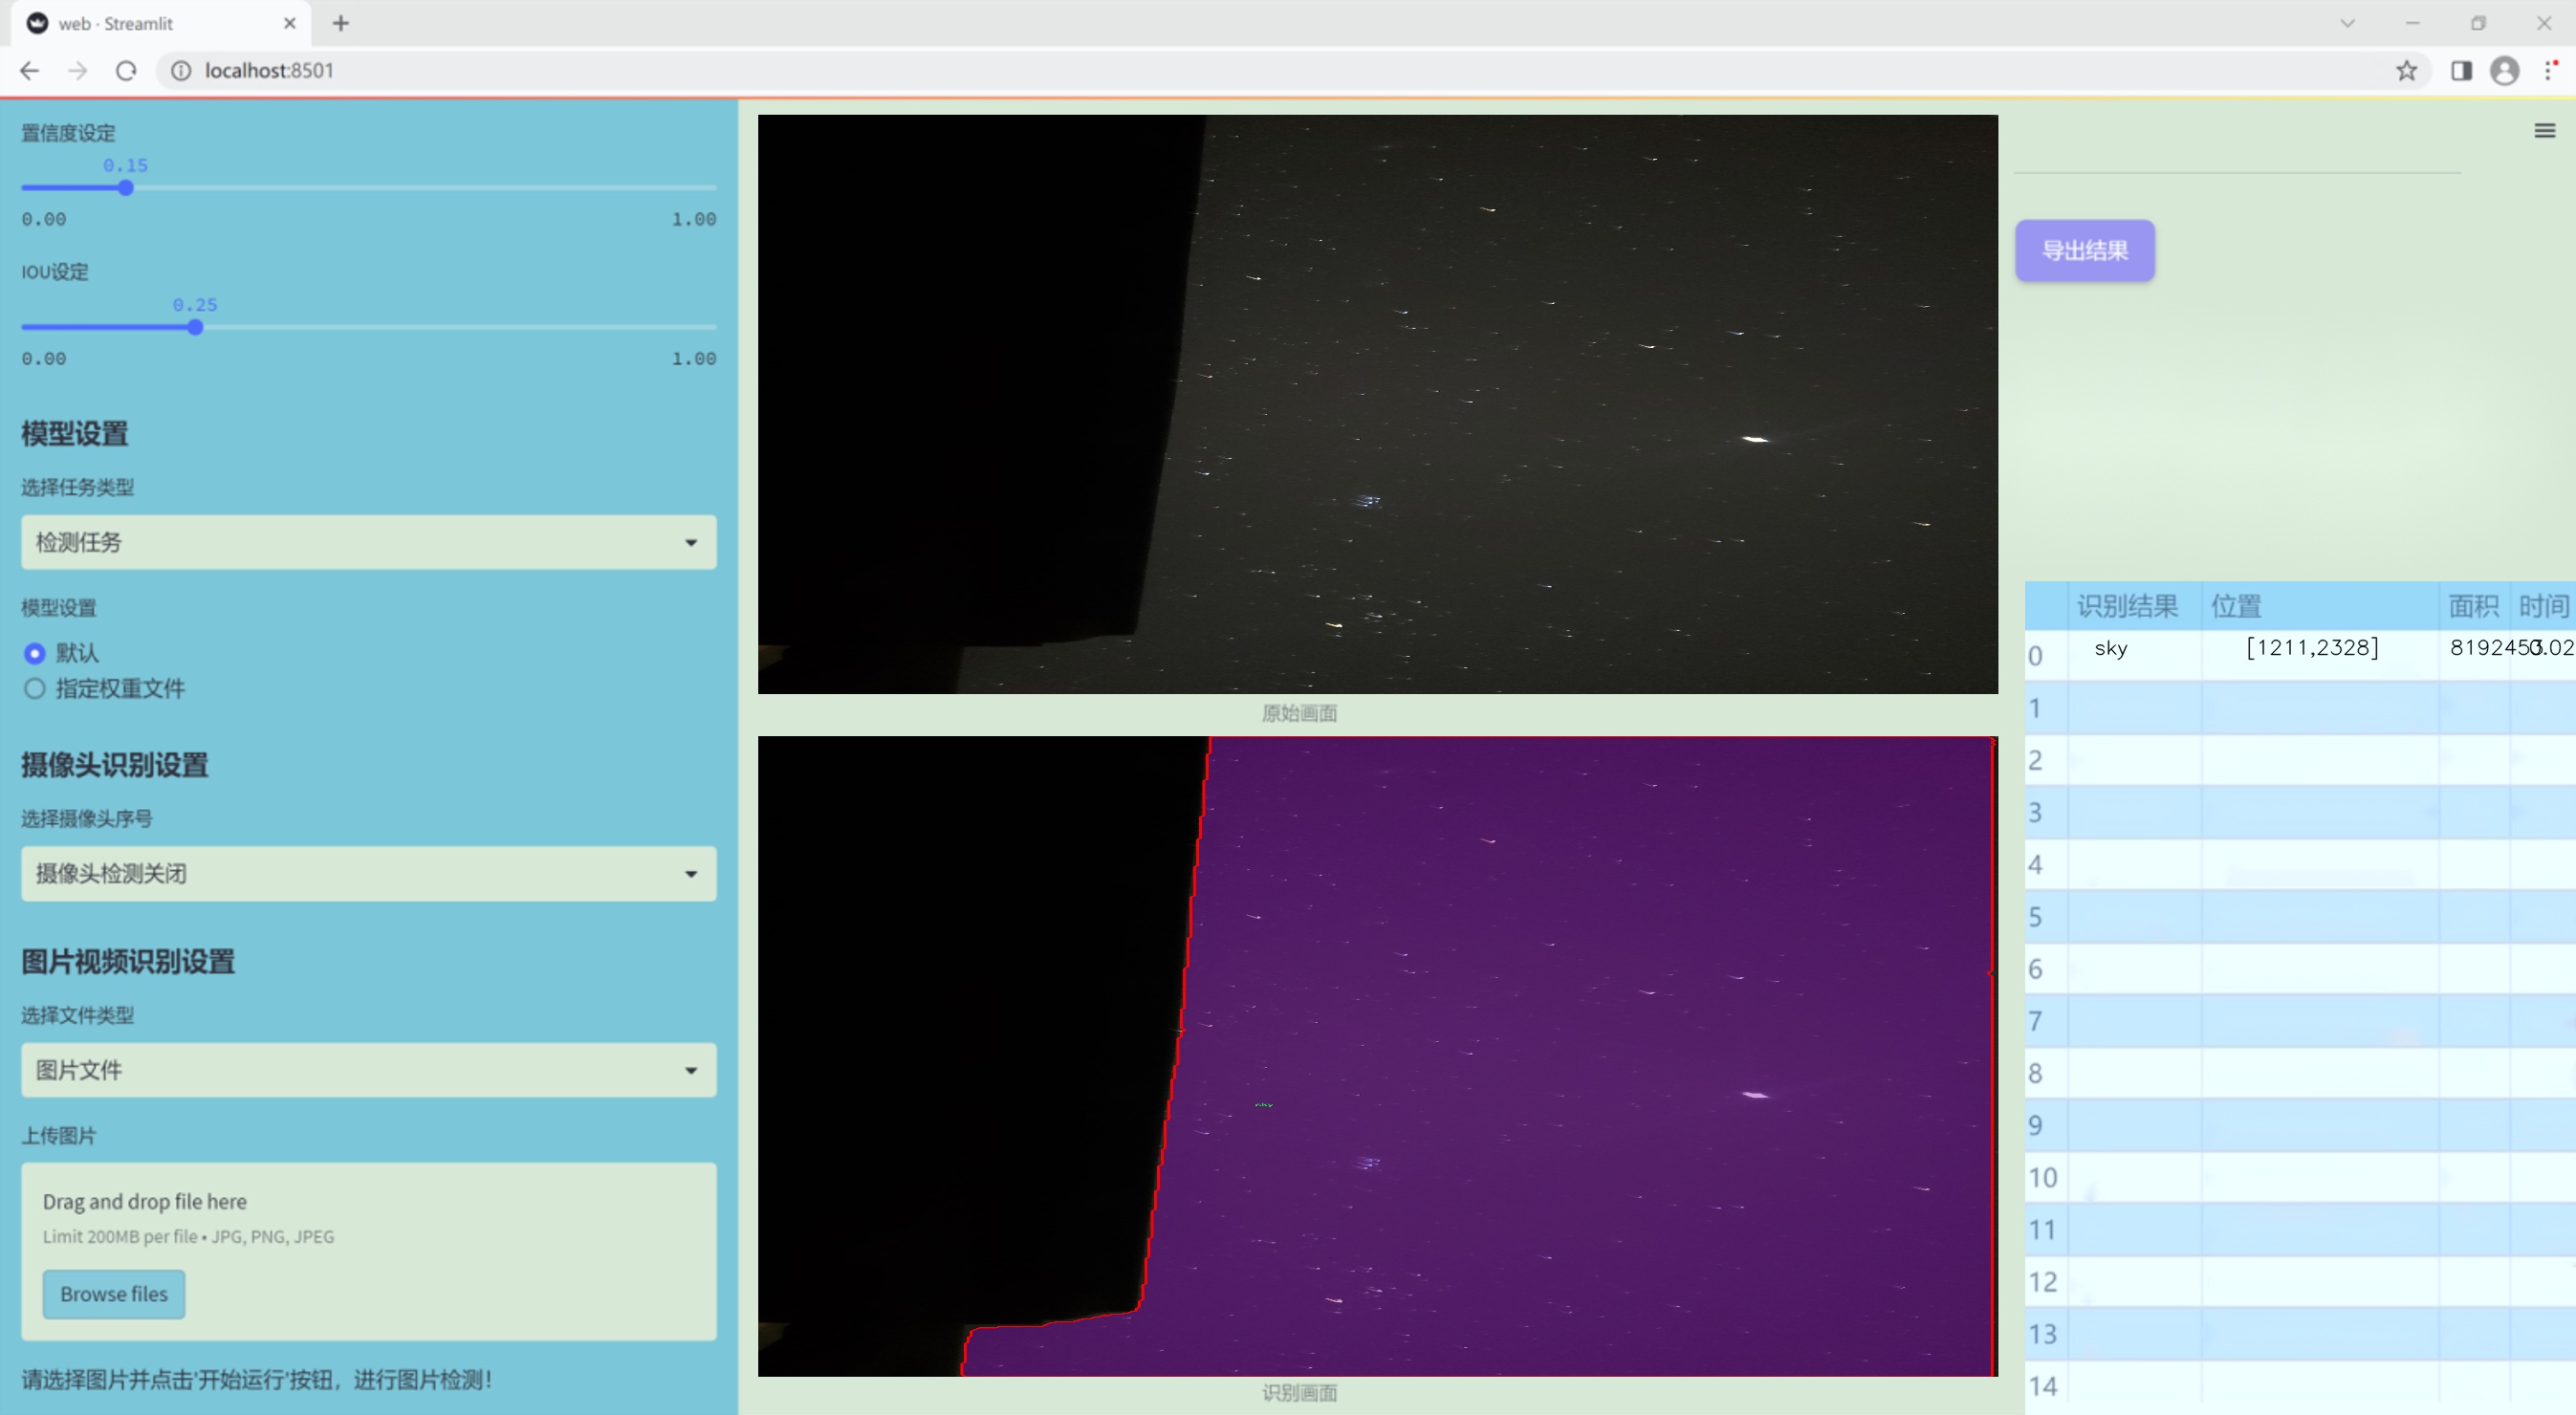 web · Streamlit
localhost:8501
置信度设定
0.15
0.00 1.00
IOU设定
0.25
0.00 1.00
模型设置
选择任务类型
检测任务
模型设置
默认
指定权重文件
摄像头识别设置
选择摄像头序号
摄像头检测关闭
图片视频识别设置
选择文件类型
图片文件
上传图片
Drag and drop file here
Limit 200MB per file • JPG, PNG, JPEG
Browse files
请选择图片并点击'开始运行'按钮，进行图片检测!
原始画面
sky
识别画面
导出结果
识别结果 位置 面积 时间
0 sky [1211,2328]
1
2
3
4
5
6
7
8
9
10
11
12
13
14